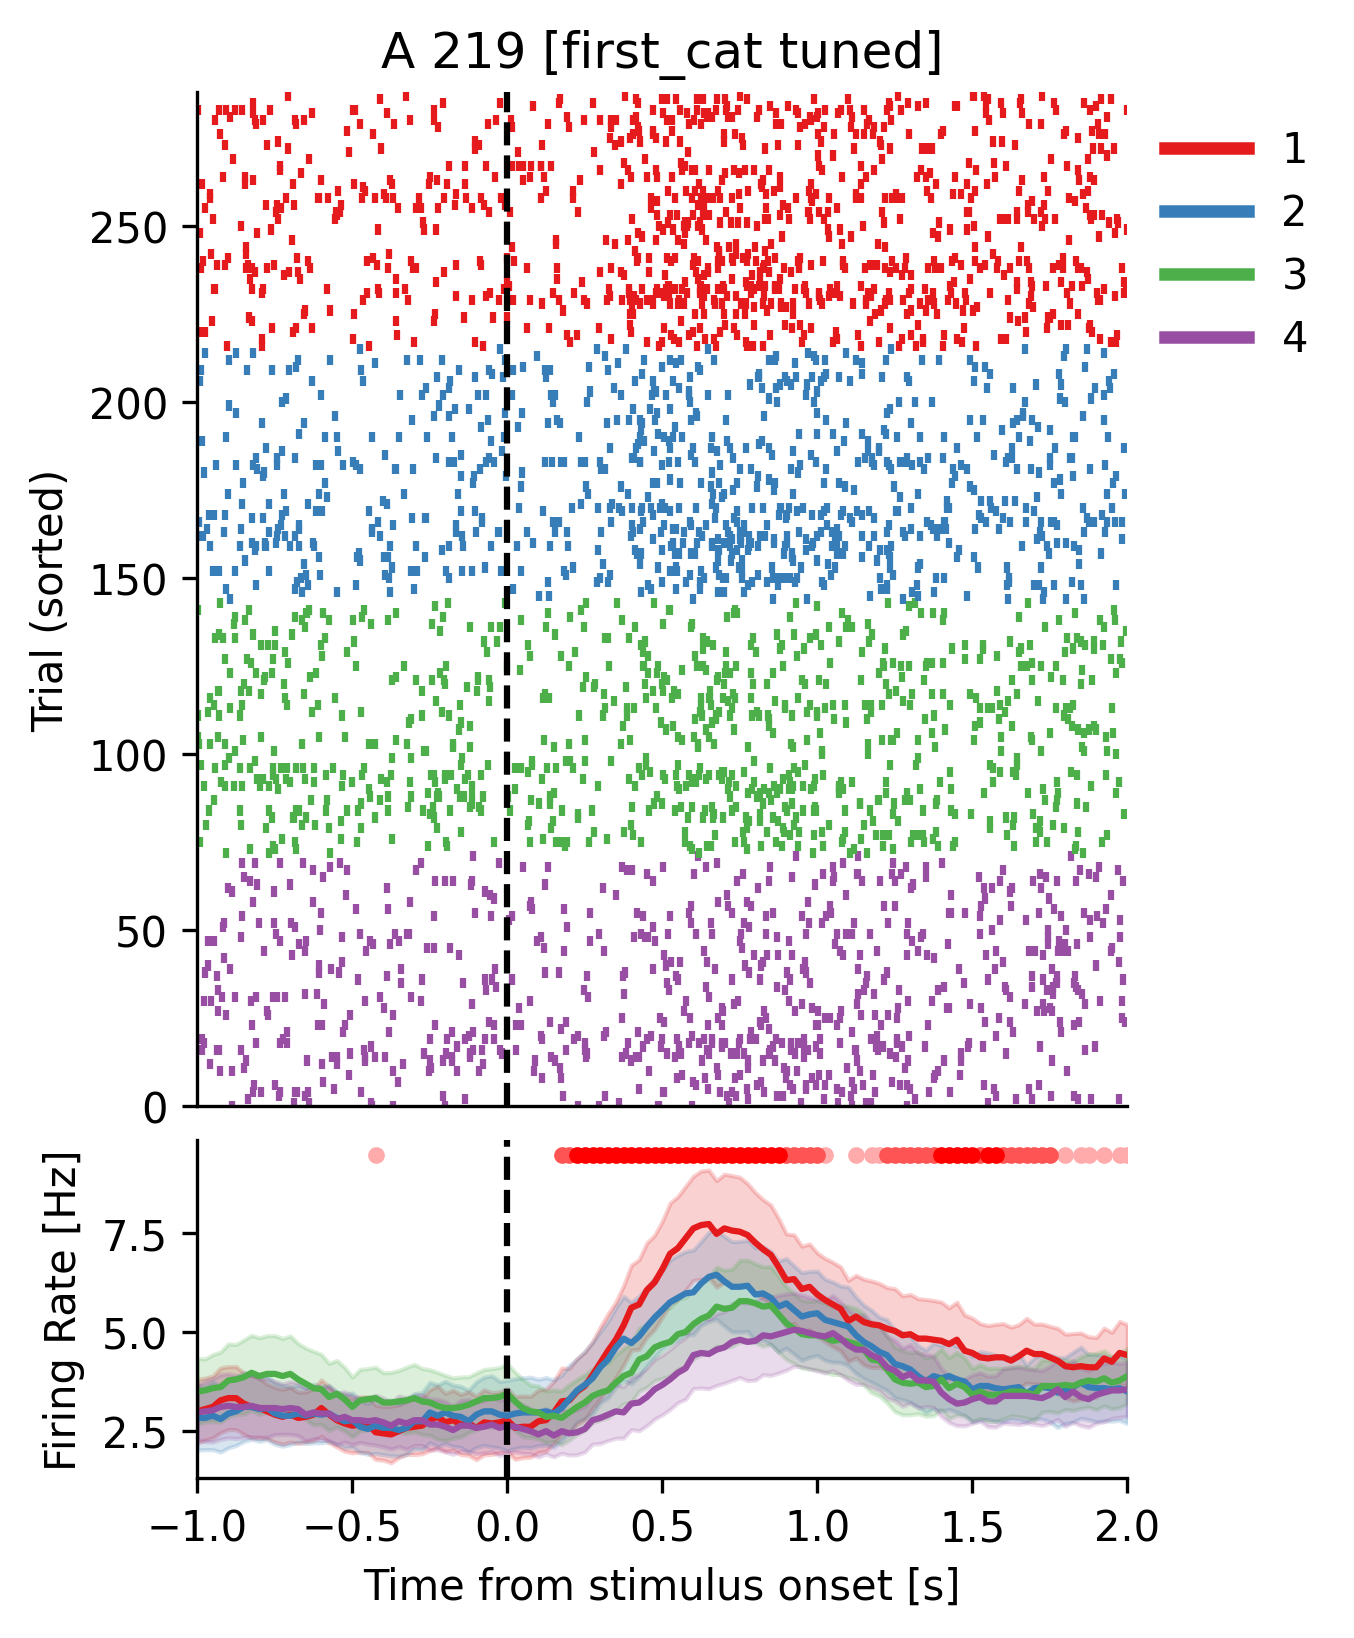 A 219 [first_cat tuned]
1
2
3
4
Trial (sorted)
250
200
150
100
50
0
Firing Rate [Hz]
7.5
5.0
2.5
−1.0 −0.5 0.0 0.5 1.0 1.5 2.0
Time from stimulus onset [s]